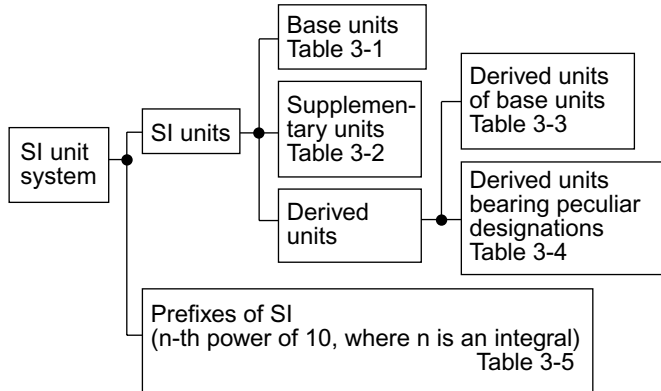 SI unit
system
SI units
Base units
Table 3-1
Supplemen-
tary units
Table 3-2
Derived
units
Derived units
of base units
Table 3-3
Derived units
bearing peculiar
designations
Table 3-4
Prefixes of SI
(n-th power of 10, where n is an integral)
Table 3-5